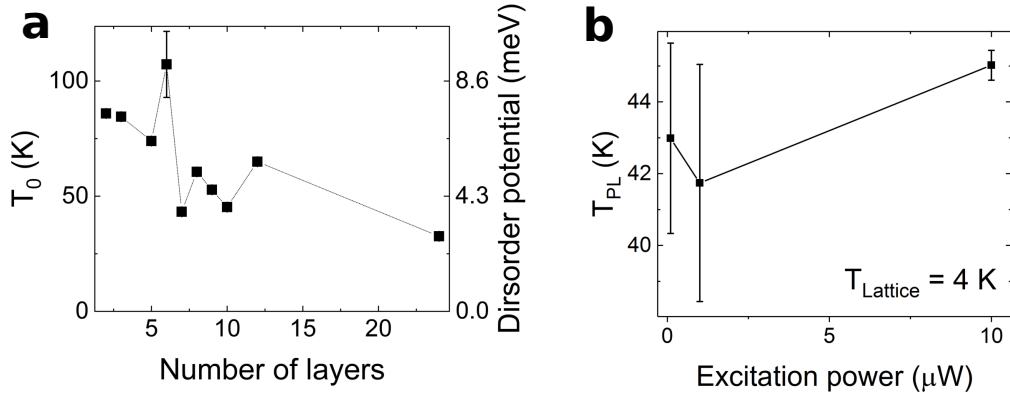 a
100
50
0
T0 (K)
5
10
15
20
Number of layers
8.6
4.3
0.0
Dirsorder potential (meV)
b
44
42
40
TPL (K)
0
5
10
Excitation power (μW)
TLattice = 4 K